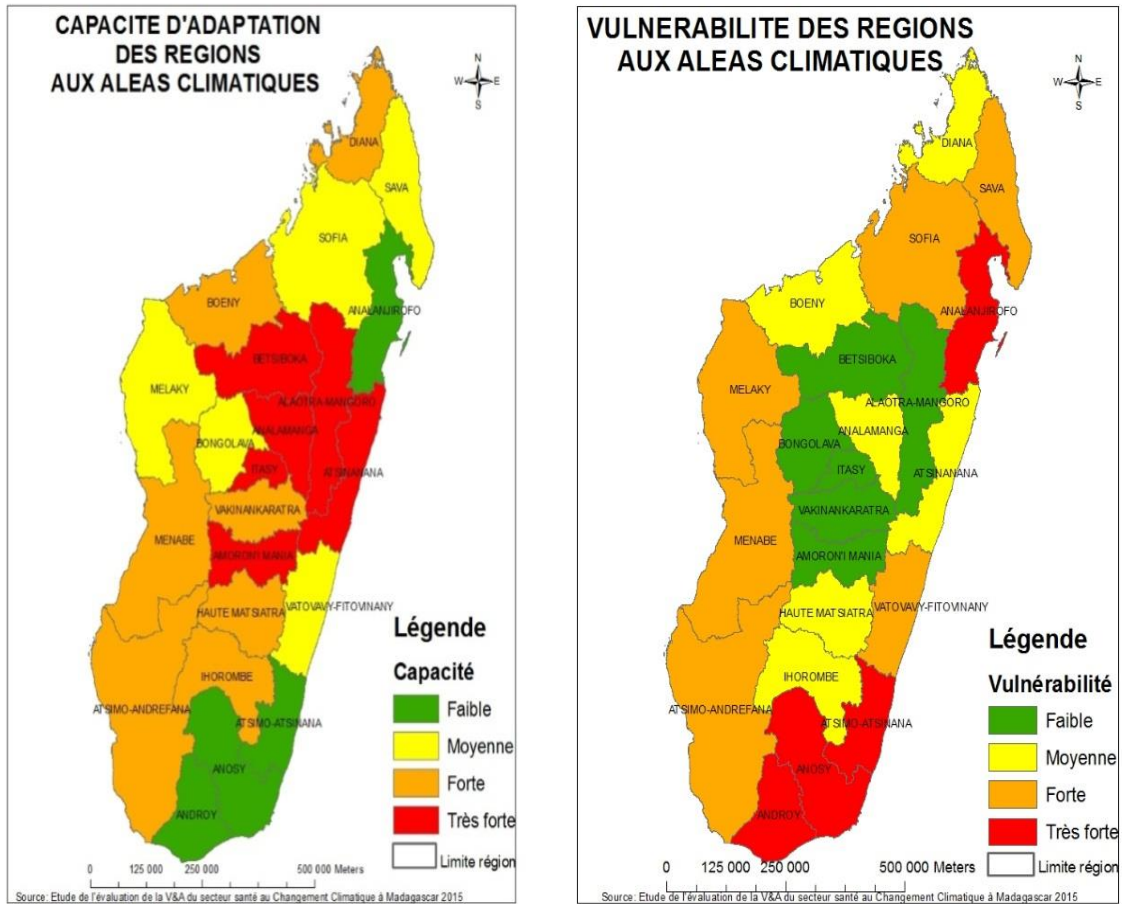 CAPACITE D'ADAPTATION
DES REGIONS
AUX ALEAS CLIMATIQUES
N
W E
S
DIANA
SAVA
SOFIA
BOENY
ANALANJIROFO
BETSIBOKA
MELAKY
ALAOTRA-MANGORO
ANALAMANGA
BONGOLAVA
ITASY
ATSINANANA
VAKINANKARATRA
MENABE
AMORON'I MANIA
HAUTE MATSIATRA
VATOVAVY-FITOVINANY
IHOROMBE
ATSIMO-ANDREFANA
ATSIMO-ATSINANA
ANOSY
ANDROY
Légende
Capacité
Faible
Moyenne
Forte
Très forte
Limite région
0 125 000 250 000 500 000 Meters
Source: Etude de l'évaluation de la V&A du secteur santé au Changement Climatique à Madagascar 2015
VULNERABILITE DES REGIONS
AUX ALEAS CLIMATIQUES
N
W E
S
DIANA
SAVA
SOFIA
BOENY
ANALANJIROFO
BETSIBOKA
MELAKY
ALAOTRA-MANGORO
ANALAMANGA
BONGOLAVA
ITASY
ATSINANANA
VAKINANKARATRA
MENABE
AMORON'I MANIA
HAUTE MATSIATRA
VATOVAVY-FITOVINANY
IHOROMBE
ATSIMO-ANDREFANA
ATSIMO-ATSINANA
ANOSY
ANDROY
Légende
Vulnérabilité
Faible
Moyenne
Forte
Très forte
Limite région
0 125 000 250 000 500 000 Meters
Source: Etude de l'évaluation de la V&A du secteur santé au Changement Climatique à Madagascar 2015